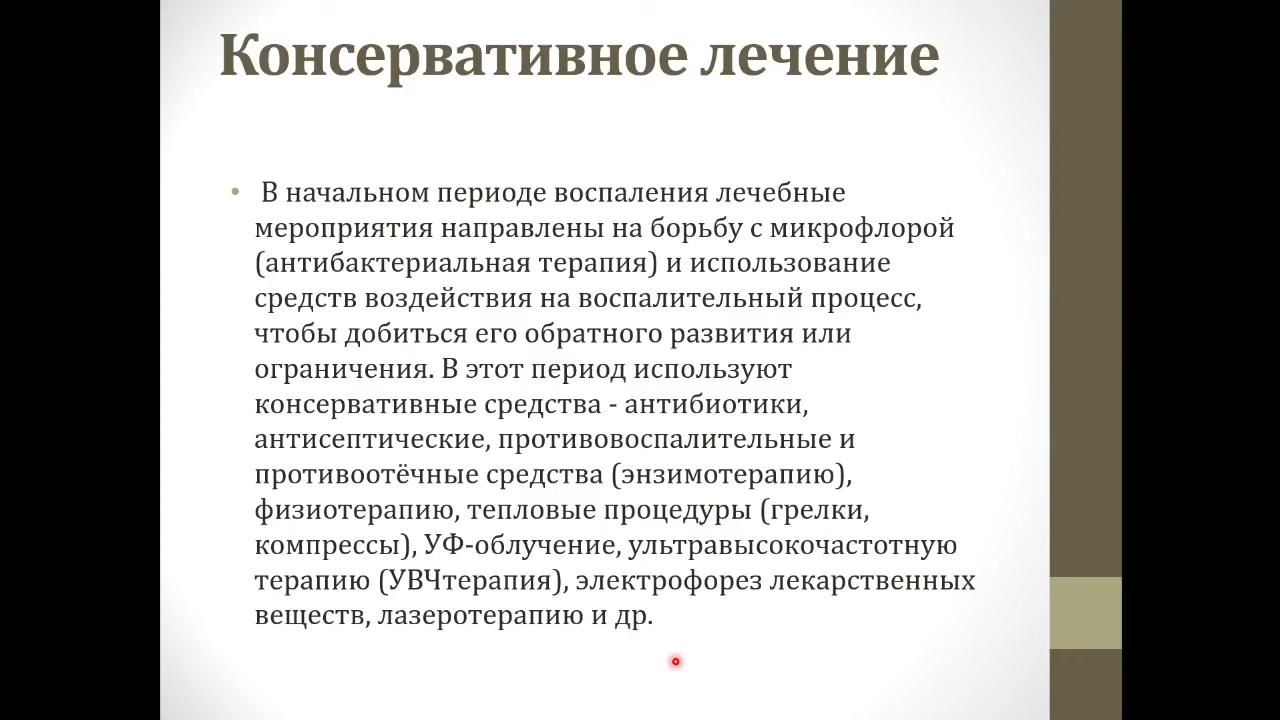 Консервативное лечение
• В начальном периоде воспаления лечебные
мероприятия направлены на борьбу с микрофлорой
(антибактериальная терапия) и использование
средств воздействия на воспалительный процесс,
чтобы добиться его обратного развития или
ограничения. В этот период используют
консервативные средства - антибиотики,
антисептические, противовоспалительные и
противоотёчные средства (энзимотерапию),
физиотерапию, тепловые процедуры (грелки,
компрессы), УФ-облучение, ультравысокочастотную
терапию (УВЧтерапия), электрофорез лекарственных
веществ, лазеротерапию и др.